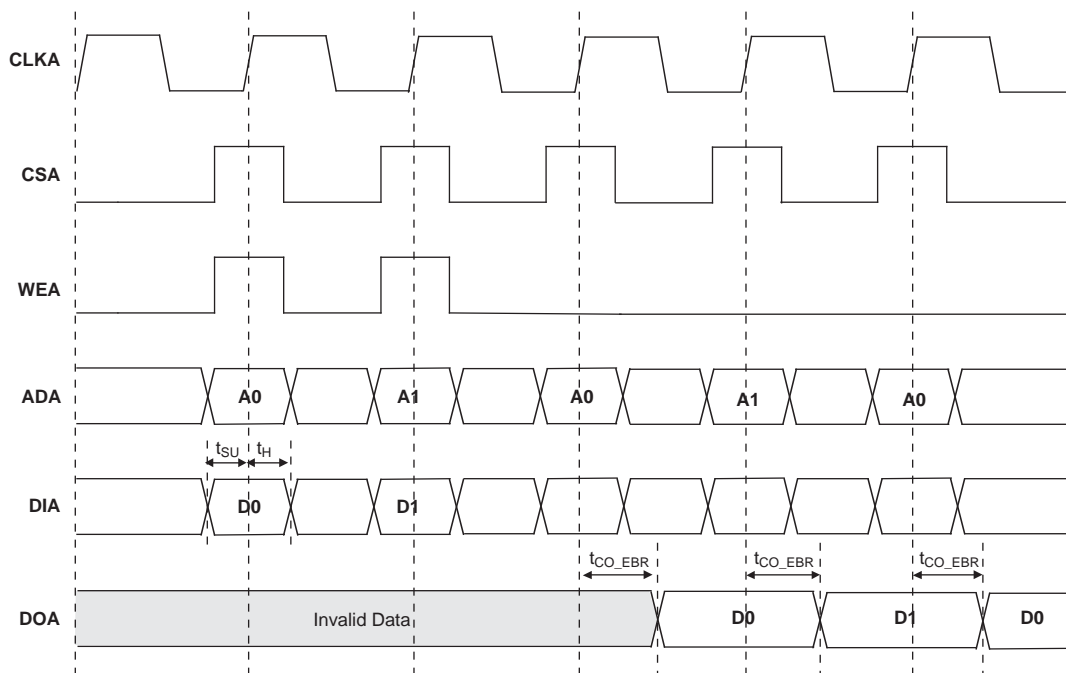 CLKA
CSA
WEA
ADA A0 A1 A0 A1 A0
tSU tH
DIA D0 D1
tCO_EBR tCO_EBR tCO_EBR
DOA Invalid Data D0 D1 D0